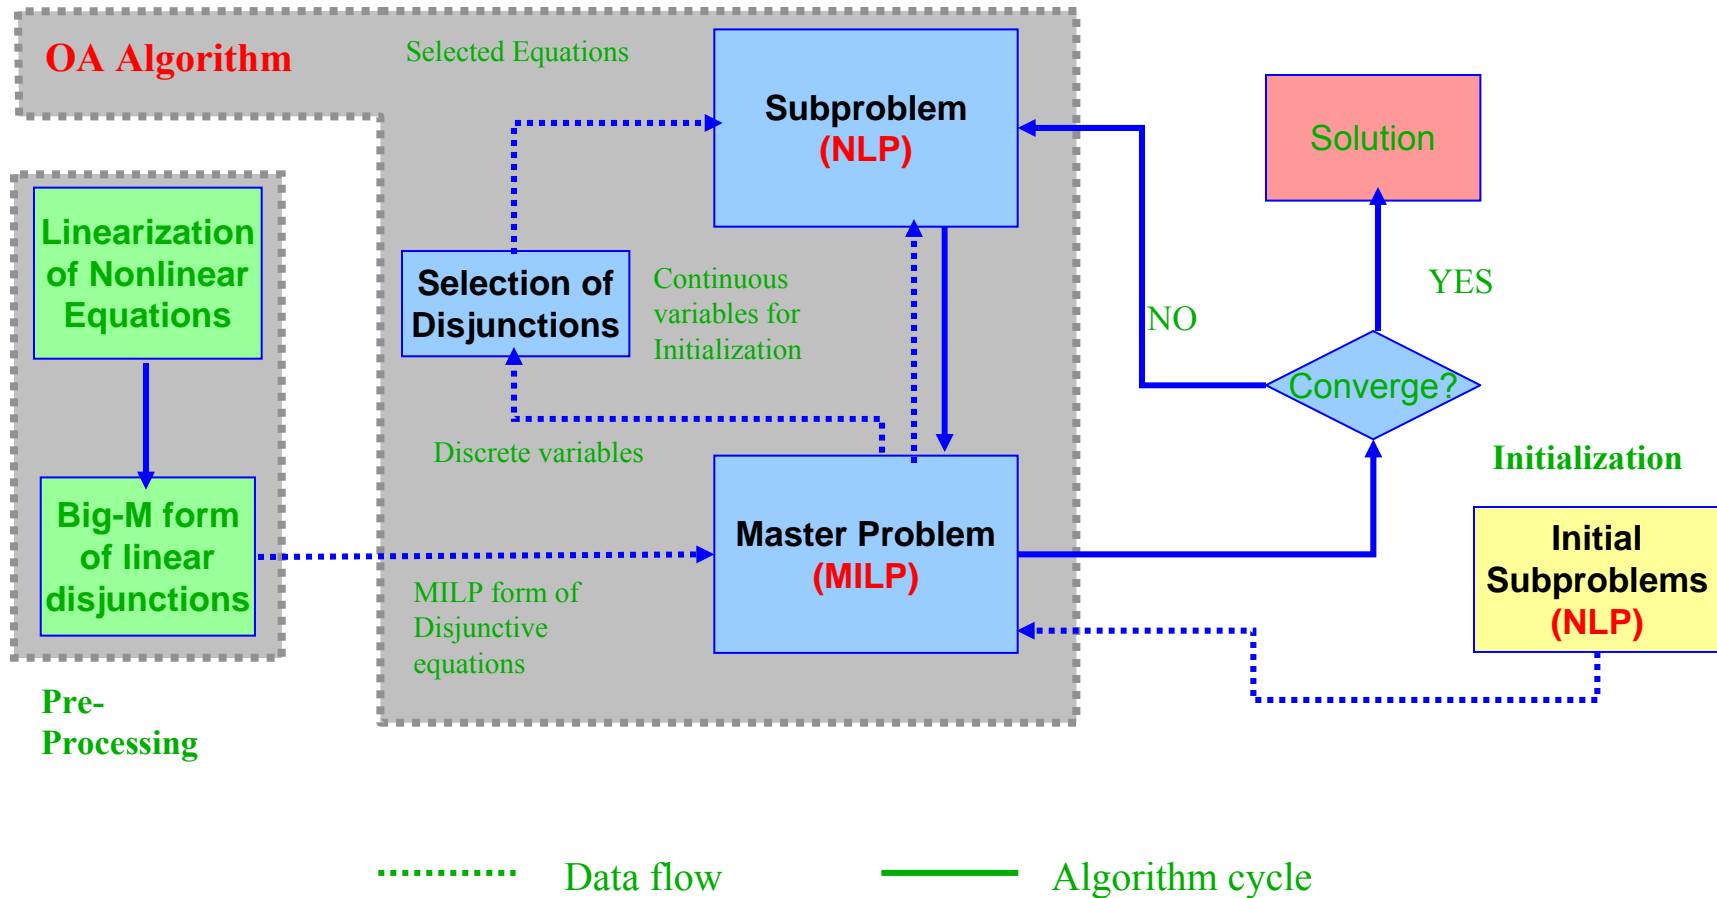 OA Algorithm
Selected Equations
Subproblem
(NLP)
Solution
Linearization
of Nonlinear
Equations
Selection of
Disjunctions
Continuous
variables for
Initialization
YES
NO
Converge?
Discrete variables
Initialization
Big-M form
of linear
disjunctions
Master Problem
(MILP)
Initial
Subproblems
(NLP)
MILP form of
Disjunctive
equations
Pre-
Processing
Data flow
Algorithm cycle